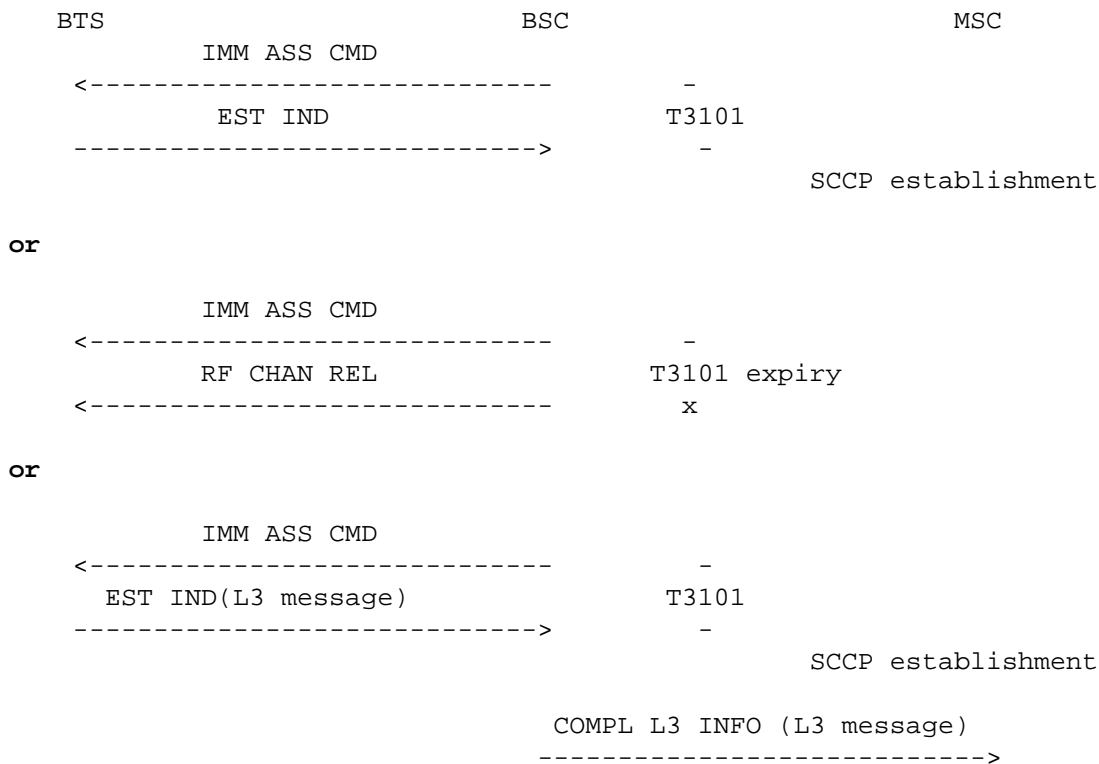 BTS BSC MSC
IMM ASS CMD
<----------------------------- -
EST IND T3101
-----------------------------> -
SCCP establishment
or
IMM ASS CMD
<----------------------------- -
RF CHAN REL T3101 expiry
<----------------------------- x
or
IMM ASS CMD
<----------------------------- -
EST IND(L3 message) T3101
-----------------------------> -
SCCP establishment
COMPL L3 INFO (L3 message)
---------------------------->